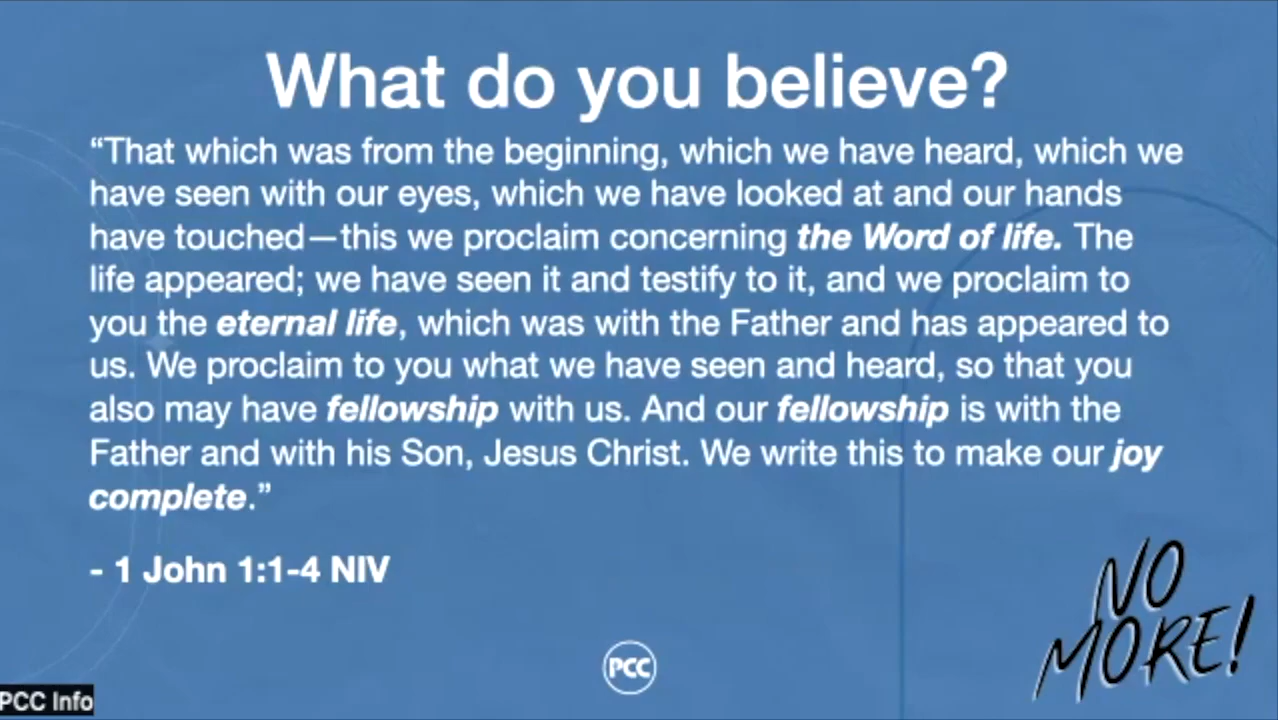 What do you believe?
“That which was from the beginning, which we have heard, which we
have seen with our eyes, which we have looked at and our hands
have touched—this we proclaim concerning the Word of life. The
life appeared; we have seen it and testify to it, and we proclaim to
you the eternal life, which was with the Father and has appeared to
us. We proclaim to you what we have seen and heard, so that you
also may have fellowship with us. And our fellowship is with the
Father and with his Son, Jesus Christ. We write this to make our joy
complete.”
- 1 John 1:1-4 NIV
NO
MORE!
PCC
PCC Info